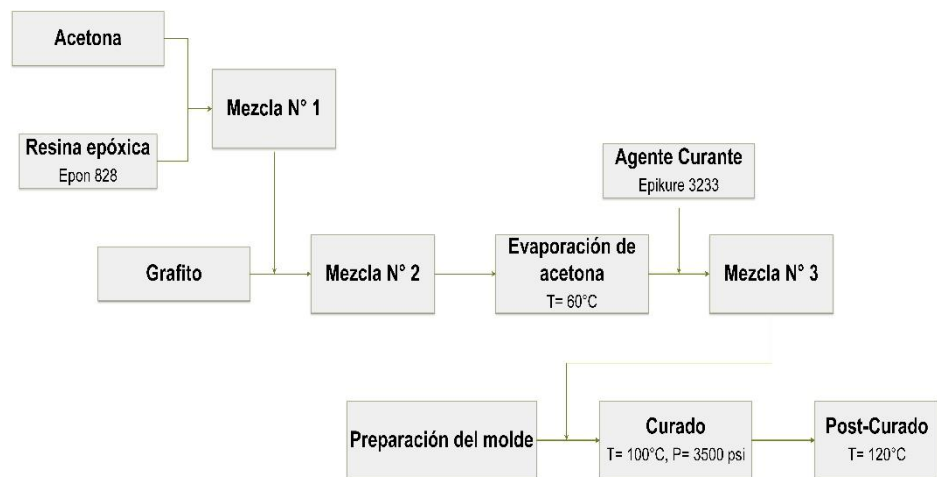 Acetona
Mezcla N° 1
Resina epóxica
Epon 828
Agente Curante
Epikure 3233
Grafito
Mezcla N° 2
Evaporación de
acetona
T= 60°C
Mezcla N° 3
Preparación del molde
Curado
T= 100°C, P= 3500 psi
Post-Curado
T= 120°C